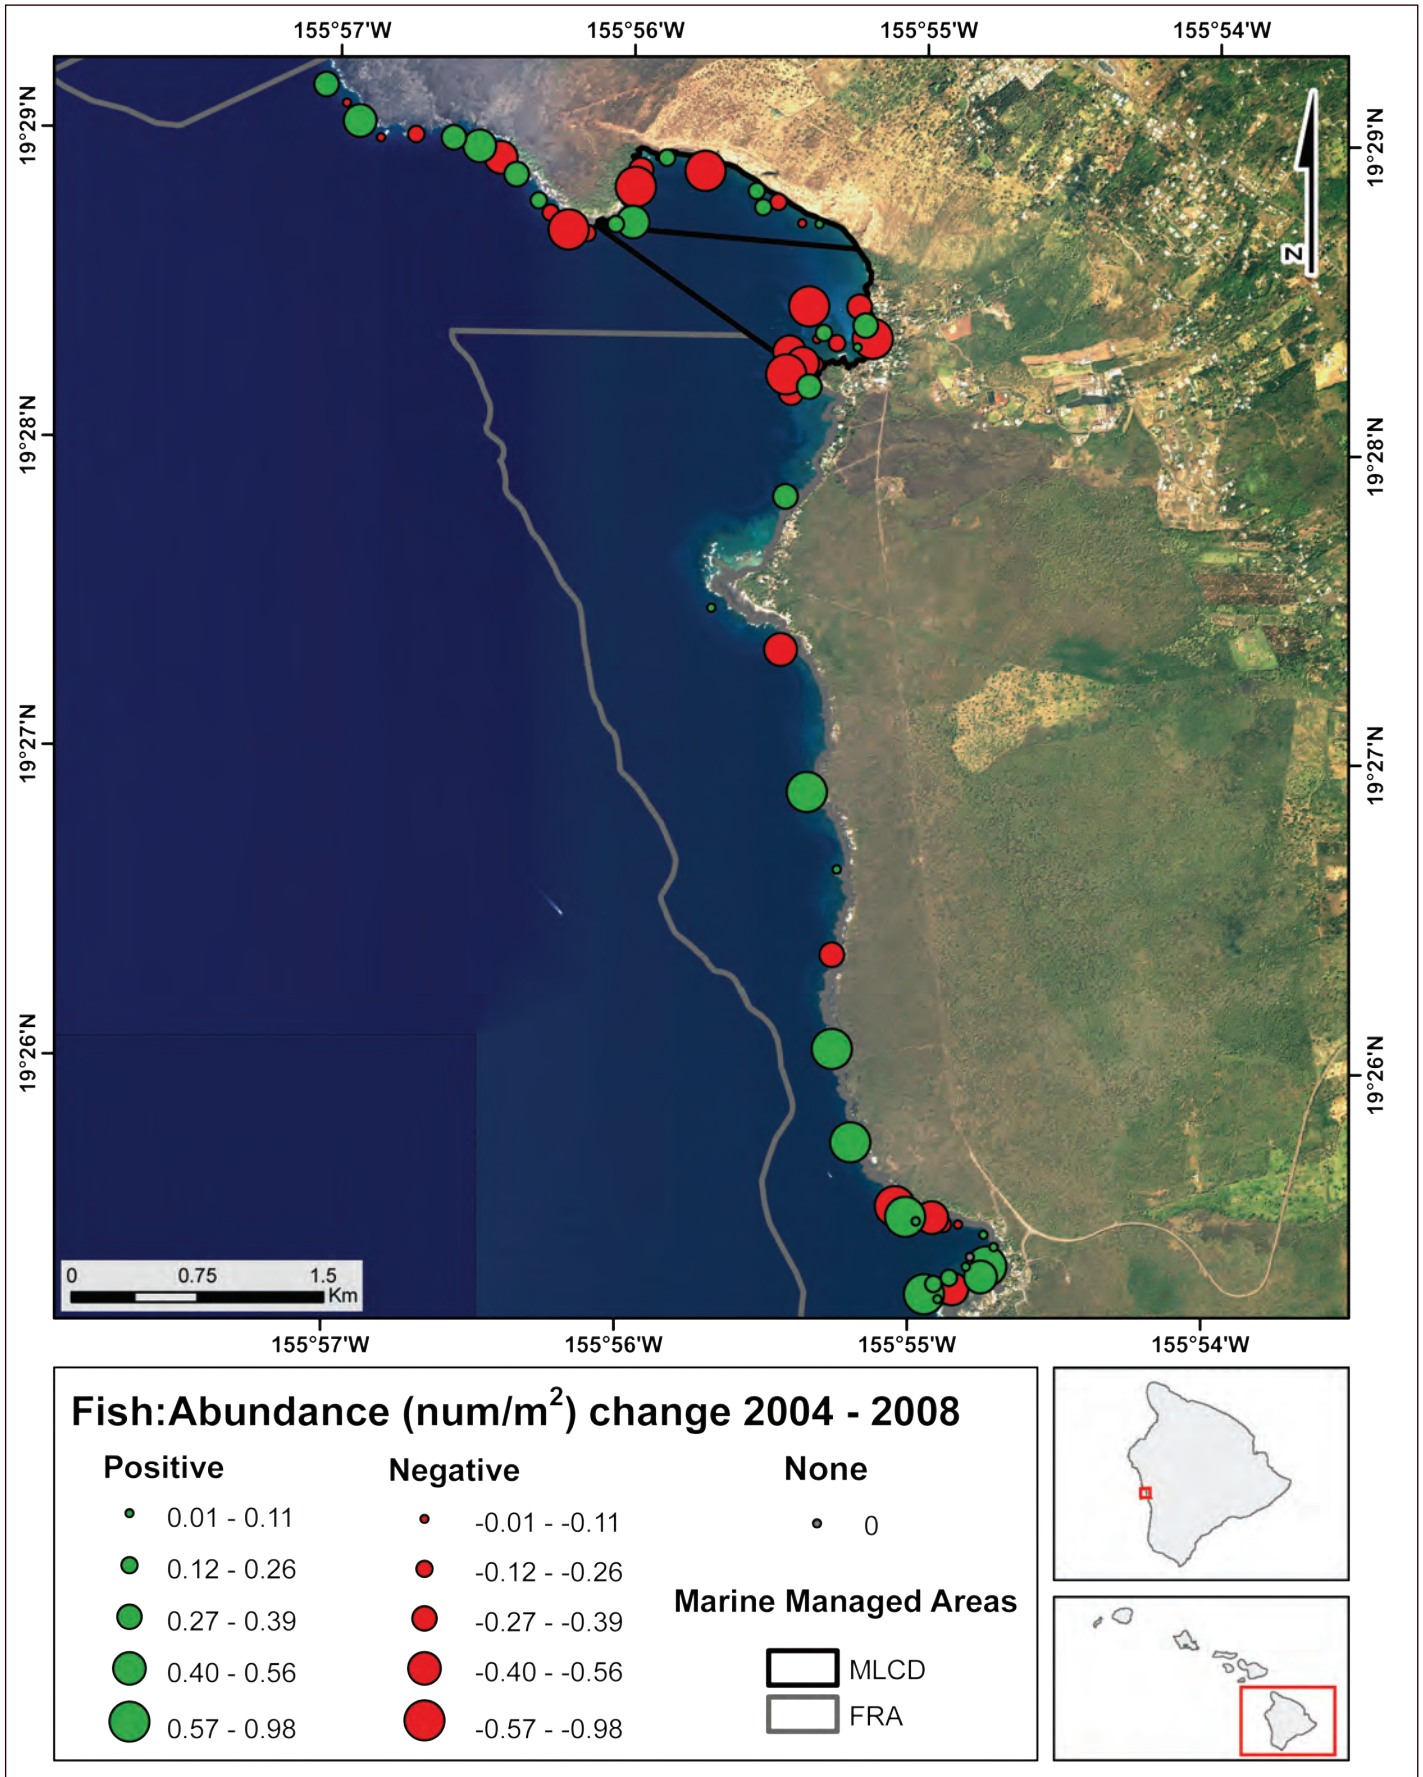 155°57'W 155°56'W 155°55'W 155°54'W
19°29'N 19°29'N
N
19°28'N 19°28'N
19°27'N 19°27'N
19°26'N 19°26'N
0 0.75 1.5
Km
155°57'W 155°56'W 155°55'W 155°54'W
Fish:Abundance (num/m²) change 2004 - 2008
Positive Negative None
0.01 - 0.11 -0.01 - -0.11 0
0.12 - 0.26 -0.12 - -0.26
Marine Managed Areas
0.27 - 0.39 -0.27 - -0.39
0.40 - 0.56 -0.40 - -0.56 MLCD
0.57 - 0.98 -0.57 - -0.98 FRA